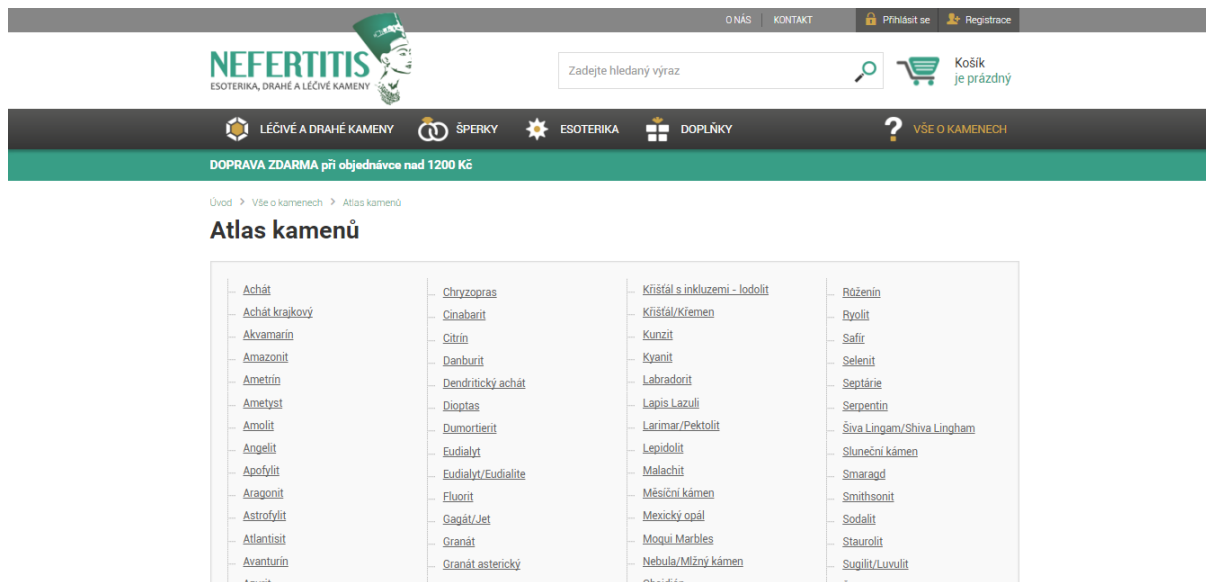 O NÁS
KONTAKT
Přihlásit se
Registrace
NEFERTITIS
ESOTERIKA, DRAHÉ A LÉČIVÉ KAMENY
Zadejte hledaný výraz
Košík
je prázdný
LÉČIVÉ A DRAHÉ KAMENY
ŠPERKY
ESOTERIKA
DOPLŇKY
VŠE O KAMENECH
DOPRAVA ZDARMA při objednávce nad 1200 Kč
Úvod > Vše o kamenech > Atlas kamenů
Atlas kamenů
Achát
Achát krajkový
Akvamarín
Amazonit
Ametrín
Ametyst
Amolit
Angelit
Apofylit
Aragonit
Astrofylit
Atlantisit
Avanturín
Azurit
Chryzopras
Cinabarit
Citrín
Danburit
Dendritický achát
Dioptas
Dumortierit
Eudialyt
Eudialyt/Eudialite
Fluorit
Gagát/Jet
Granát
Granát asterický
Křišťál s inkluzemi - lodolit
Křišťál/Křemen
Kunzit
Kyanit
Labradorit
Lapis Lazuli
Larimar/Pektolit
Lepidolit
Malachit
Měsíční kámen
Mexický opál
Moqui Marbles
Nebula/Mlžný kámen
Obsidián
Růženín
Ryolit
Safír
Selenit
Septárie
Serpentin
Šiva Lingam/Shiva Lingham
Sluneční kámen
Smaragd
Smithsonit
Sodalit
Staurolit
Sugilit/Luvulit